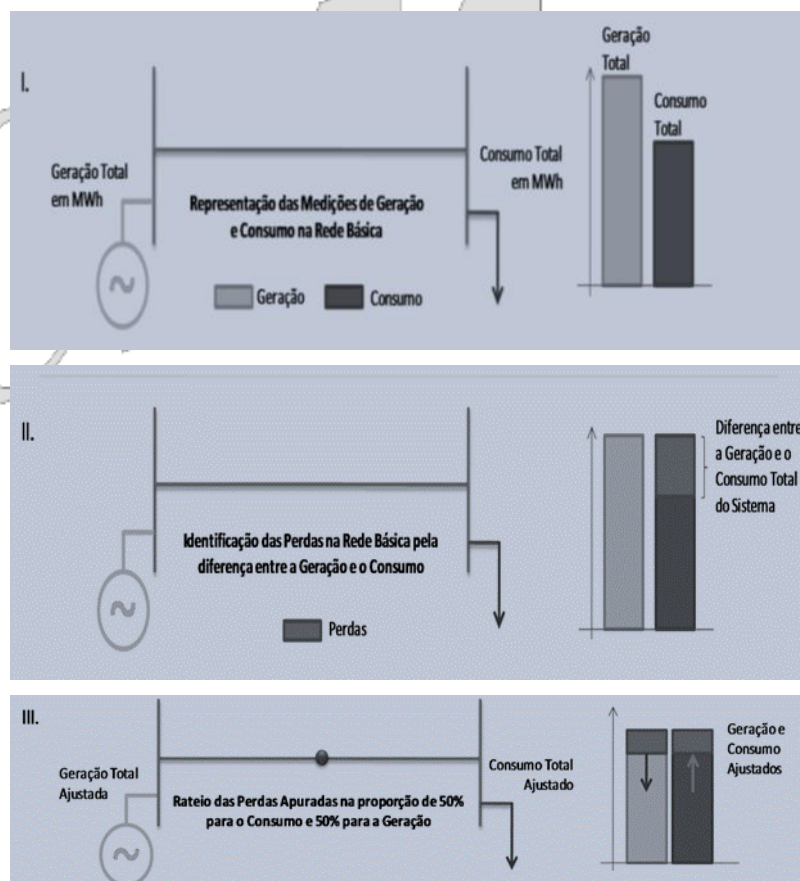 I.
Geração Total
em MWh
Representação das Medições de Geração
e Consumo na Rede Básica
Geração
Consumo
Consumo Total
em MWh
Geração
Total
Consumo
Total
II.
Identificação das Perdas na Rede Básica pela
diferença entre a Geração e o Consumo
Perdas
Diferença entre
a Geração e o
Consumo Total
do Sistema
III.
Geração Total
Ajustada
Rateio das Perdas Apuradas na proporção de 50%
para o Consumo e 50% para a Geração
Consumo Total
Ajustado
Geração e
Consumo
Ajustados